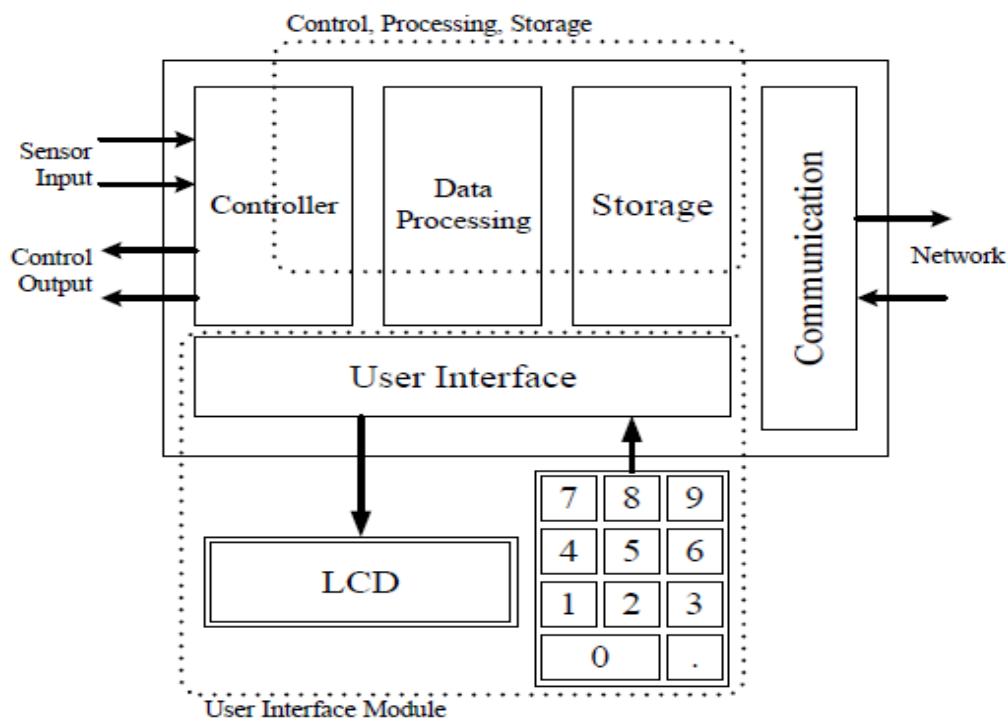 Control, Processing, Storage
Sensor
Input
Control
Output
Controller
Data
Processing
Storage
Communication
Network
User Interface
LCD
7 8 9
4 5 6
1 2 3
0 .
User Interface Module